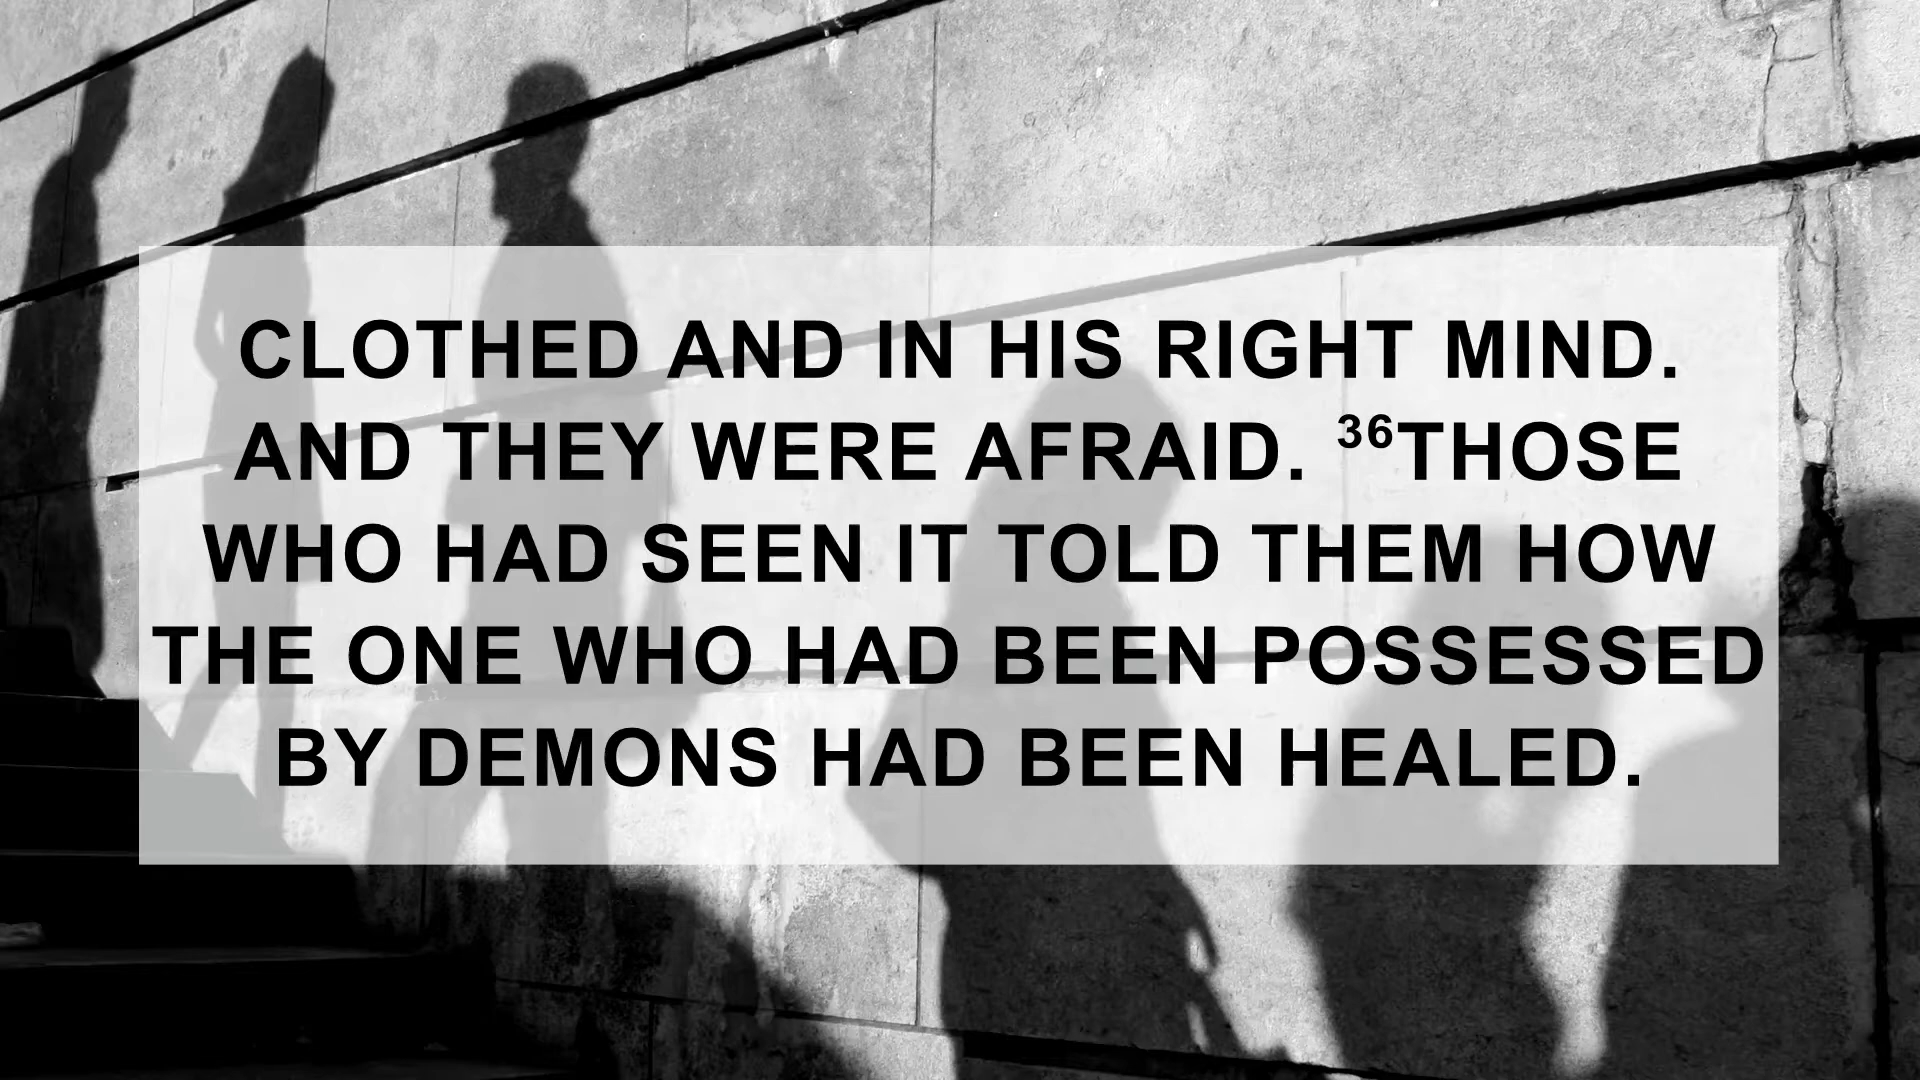 CLOTHED AND IN HIS RIGHT MIND.
AND THEY WERE AFRAID. ³⁶THOSE
WHO HAD SEEN IT TOLD THEM HOW
THE ONE WHO HAD BEEN POSSESSED
BY DEMONS HAD BEEN HEALED.